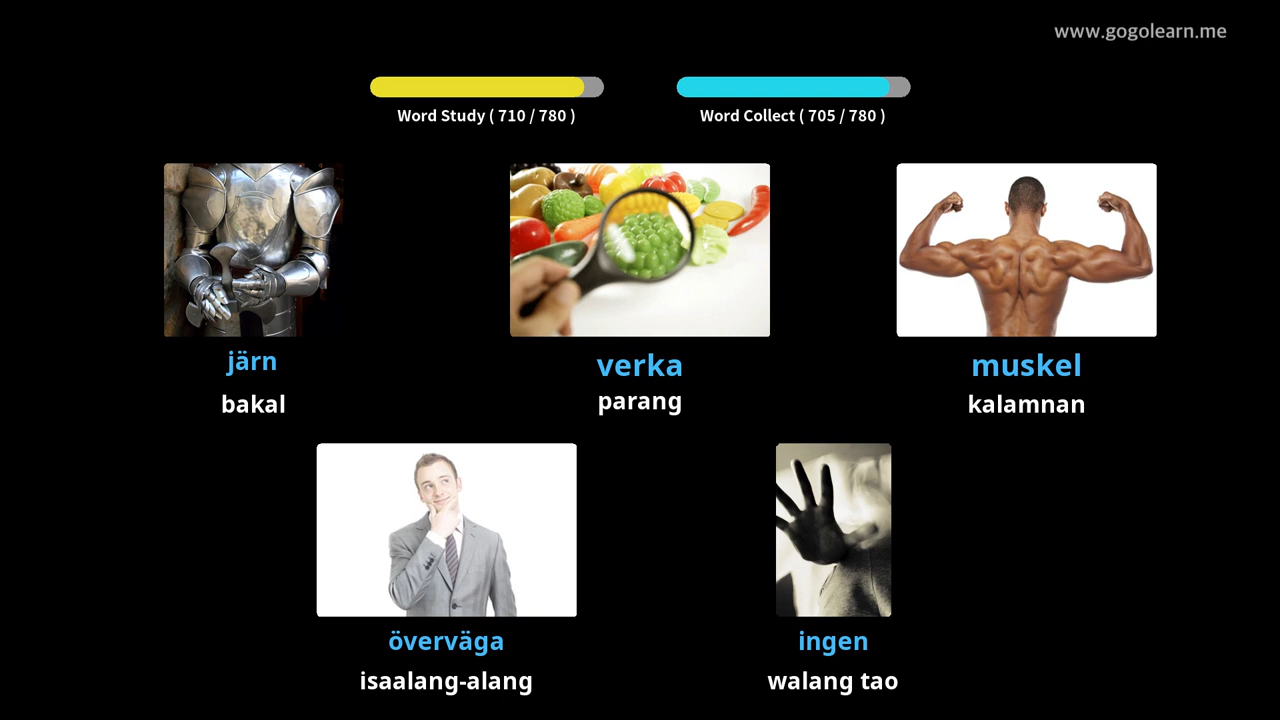 www.gogolearn.me
Word Study ( 710 / 780 )
Word Collect ( 705 / 780 )
järn
bakal
verka
parang
muskel
kalamnan
överväga
isaalang-alang
ingen
walang tao